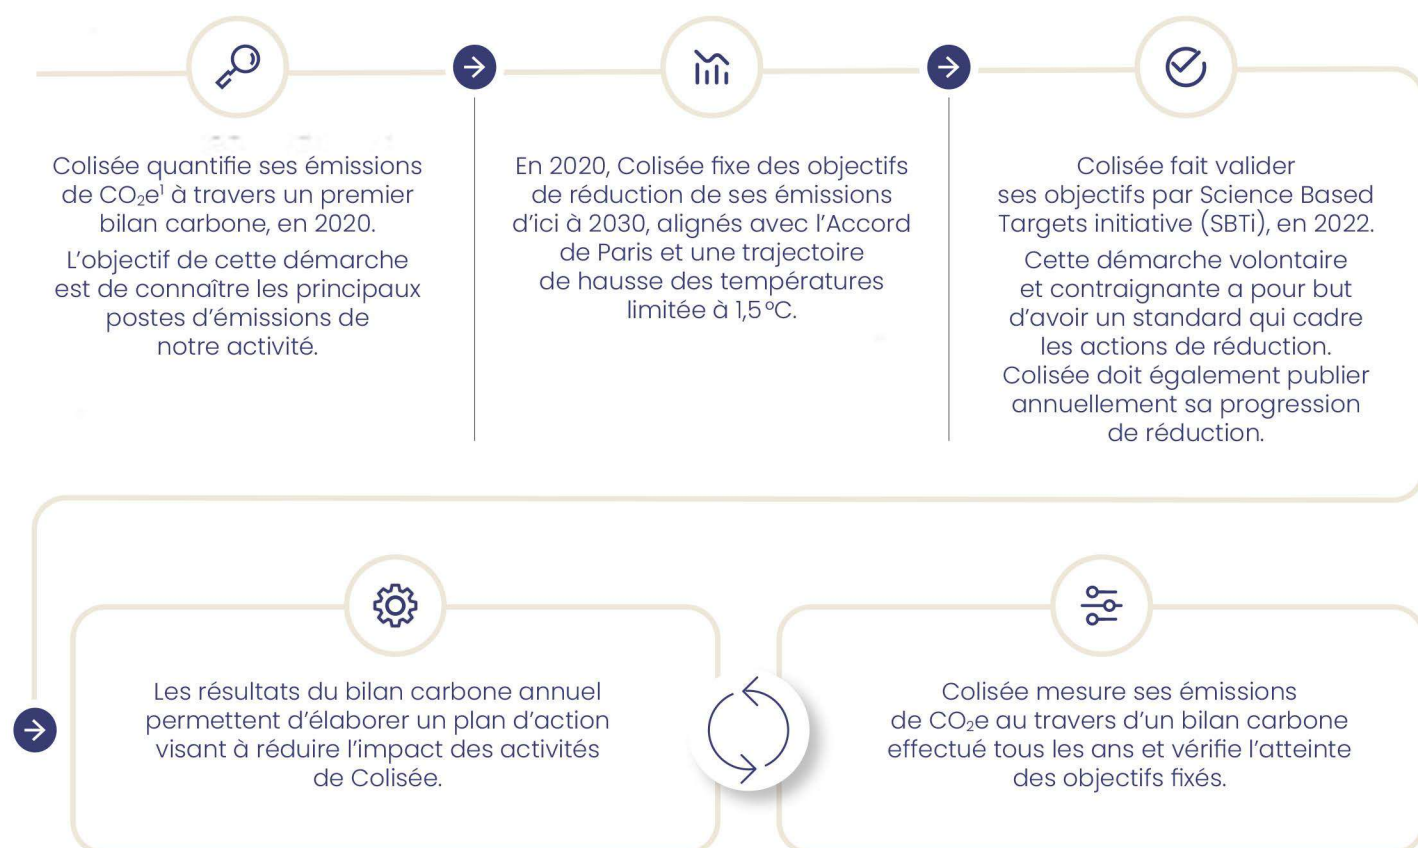 Colisée quantifie ses émissions
de CO₂e¹ à travers un premier
bilan carbone, en 2020.
L’objectif de cette démarche
est de connaître les principaux
postes d’émissions de
notre activité.
En 2020, Colisée fixe des objectifs
de réduction de ses émissions
d’ici à 2030, alignés avec l’Accord
de Paris et une trajectoire
de hausse des températures
limitée à 1,5 °C.
Colisée fait valider
ses objectifs par Science Based
Targets initiative (SBTi), en 2022.
Cette démarche volontaire
et contraignante a pour but
d’avoir un standard qui cadre
les actions de réduction.
Colisée doit également publier
annuellement sa progression
de réduction.
Les résultats du bilan carbone annuel
permettent d’élaborer un plan d’action
visant à réduire l’impact des activités
de Colisée.
Colisée mesure ses émissions
de CO₂e au travers d’un bilan carbone
effectué tous les ans et vérifie l’atteinte
des objectifs fixés.